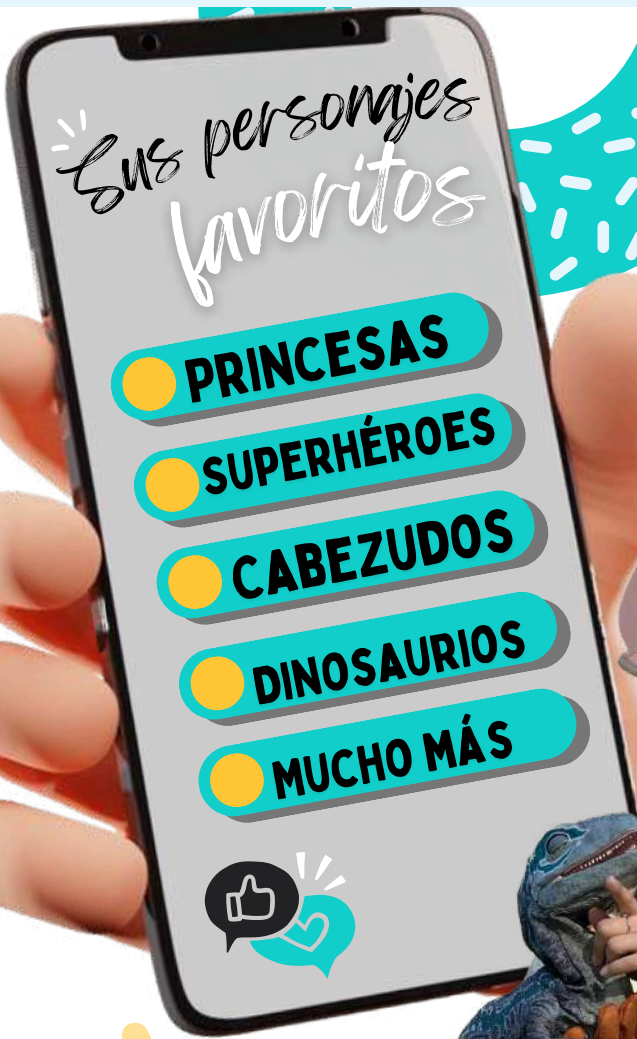 Sus personajes
favoritos
PRINCESAS
SUPERHÉROES
CABEZUDOS
DINOSAURIOS
MUCHO MÁS